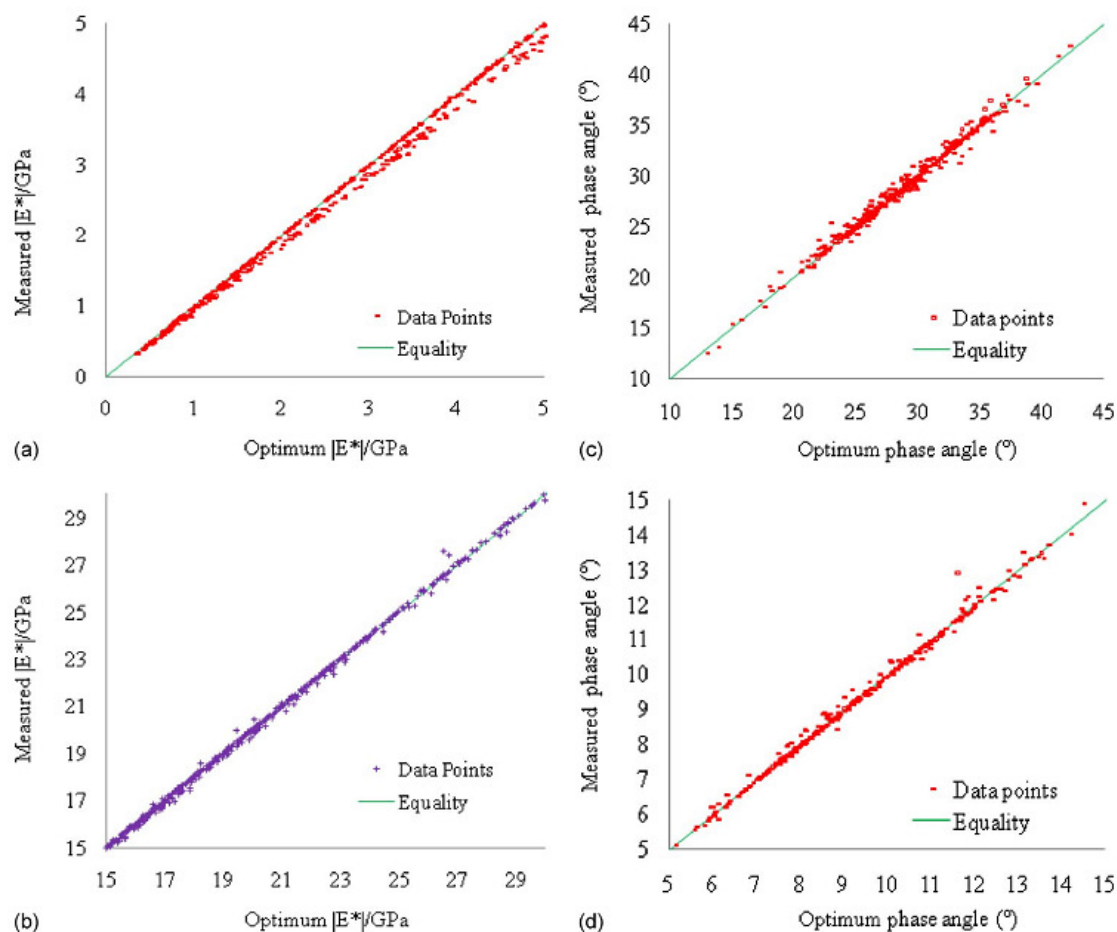 5
4
3
2
1
0
Measured |E*|/GPa
Data Points
Equality
0 1 2 3 4 5
(a) Optimum |E*|/GPa
29
27
25
23
21
19
17
15
Measured |E*|/GPa
Data Points
Equality
15 17 19 21 23 25 27 29
(b) Optimum |E*|/GPa
45
40
35
30
25
20
15
10
Measured phase angle (°)
Data points
Equality
10 15 20 25 30 35 40 45
(c) Optimum phase angle (°)
15
14
13
12
11
10
9
8
7
6
5
Measured phase angle (°)
Data points
Equality
5 6 7 8 9 10 11 12 13 14 15
(d) Optimum phase angle (°)